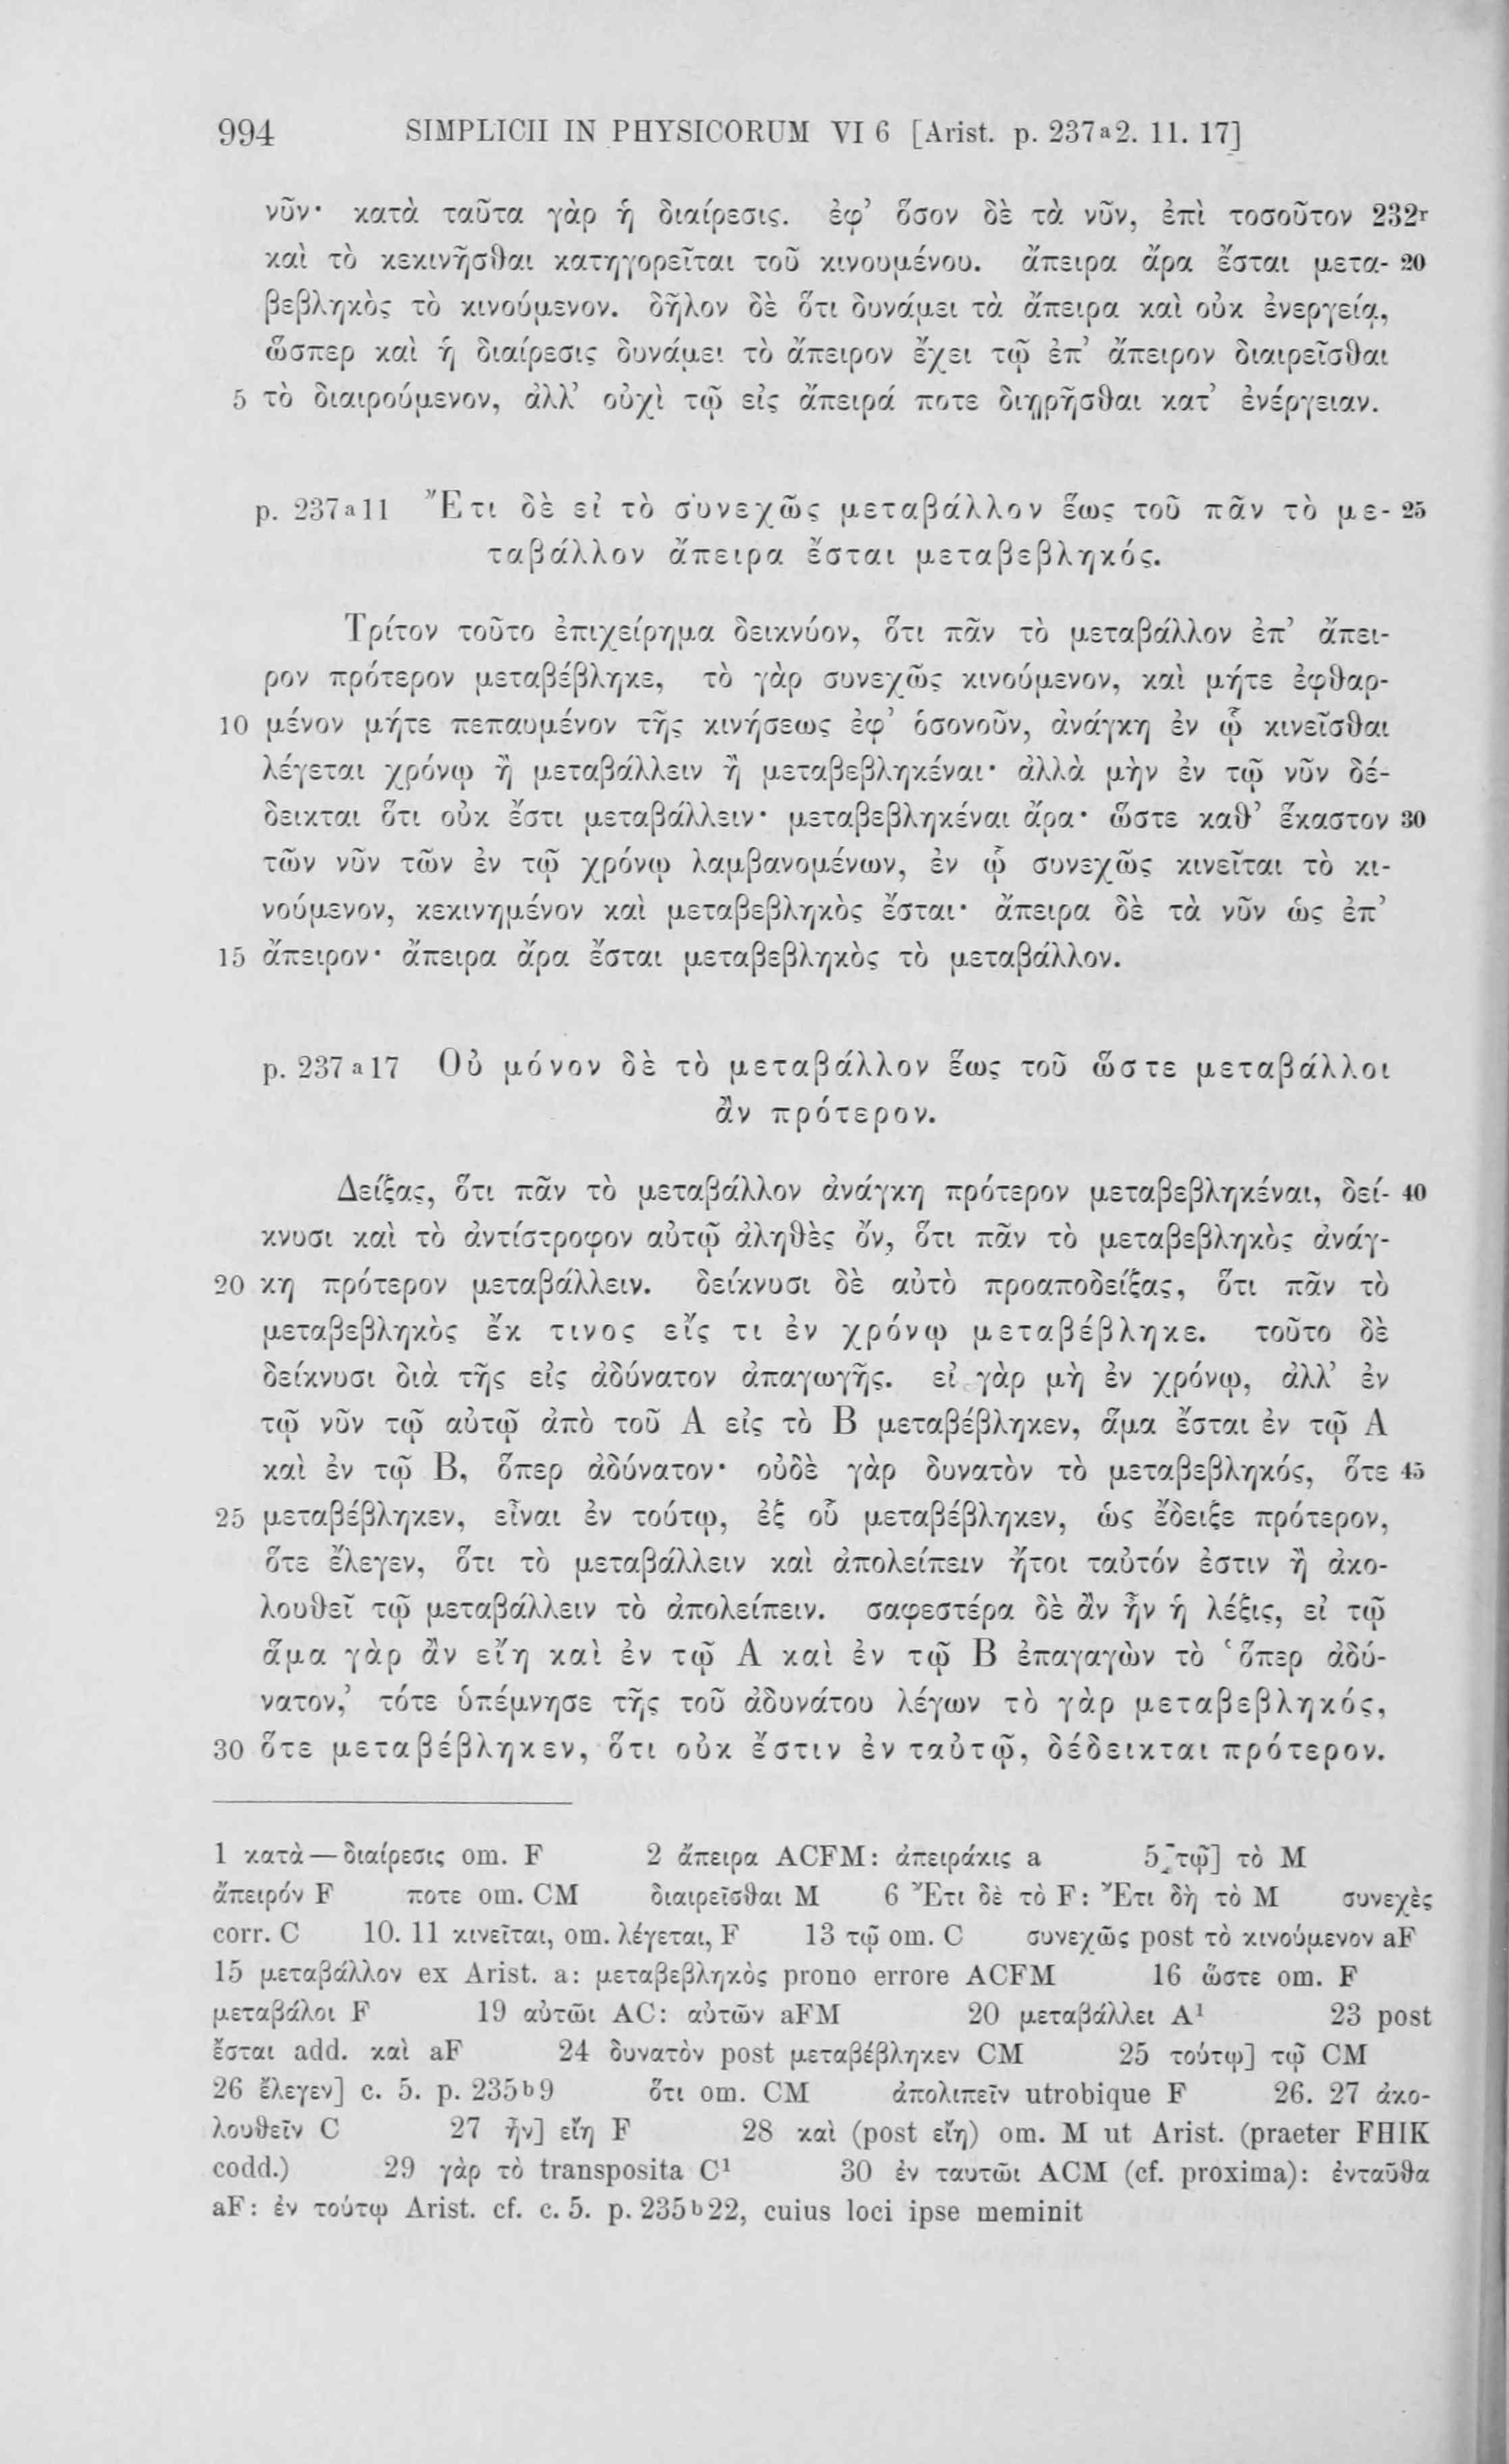 994 SIMPLICII IN PHYSICORUM VI 6 [Arist. p. 237ᵃ2. 11. 17]
νῦν· κατὰ ταῦτα γὰρ ἡ διαίρεσις. ἐφ’ ὅσον δὲ τὰ νῦν, ἐπὶ τοσοῦτον 232ʳ
καὶ τὸ κεκινῆσθαι κατηγορεῖται τοῦ κινουμένου. ἄπειρα ἄρα ἔσται μετα- 20
βεβληκὸς τὸ κινούμενον. δῆλον δὲ ὅτι δυνάμει τὰ ἄπειρα καὶ οὐκ ἐνεργείᾳ,
ὥσπερ καὶ ἡ διαίρεσις δυνάμει τὸ ἄπειρον ἔχει τῷ ἐπ’ ἄπειρον διαιρεῖσθαι
5 τὸ διαιρούμενον, ἀλλ’ οὐχὶ τῷ εἰς ἄπειρά ποτε διῃρῆσθαι κατ’ ἐνέργειαν.
p. 237ᵃ11 Ἔτι δὲ εἰ τὸ συνεχῶς μεταβάλλον ἕως τοῦ πᾶν τὸ με- 25
ταβάλλον ἄπειρα ἔσται μεταβεβληκός.
Τρίτον τοῦτο ἐπιχείρημα δεικνύον, ὅτι πᾶν τὸ μεταβάλλον ἐπ’ ἄπει-
ρον πρότερον μεταβέβληκε, τὸ γὰρ συνεχῶς κινούμενον, καὶ μήτε ἐφθαρ-
10 μένον μήτε πεπαυμένον τῆς κινήσεως ἐφ’ ὁσονοῦν, ἀνάγκη ἐν ᾧ κινεῖσθαι
λέγεται χρόνῳ ἢ μεταβάλλειν ἢ μεταβεβληκέναι· ἀλλὰ μὴν ἐν τῷ νῦν δέ-
δεικται ὅτι οὐκ ἔστι μεταβάλλειν· μεταβεβληκέναι ἄρα· ὥστε καθ’ ἕκαστον 30
τῶν νῦν τῶν ἐν τῷ χρόνῳ λαμβανομένων, ἐν ᾧ συνεχῶς κινεῖται τὸ κι-
νούμενον, κεκινημένον καὶ μεταβεβληκὸς ἔσται· ἄπειρα δὲ τὰ νῦν ὡς ἐπ’
15 ἄπειρον· ἄπειρα ἄρα ἔσται μεταβεβληκὸς τὸ μεταβάλλον.
p. 237ᵃ17 Οὐ μόνον δὲ τὸ μεταβάλλον ἕως τοῦ ὥστε μεταβάλλοι
ἂν πρότερον.
Δείξας, ὅτι πᾶν τὸ μεταβάλλον ἀνάγκη πρότερον μεταβεβληκέναι, δεί- 40
κνυσι καὶ τὸ ἀντίστροφον αὐτῷ ἀληθὲς ὄν, ὅτι πᾶν τὸ μεταβεβληκὸς ἀνάγ-
20 κη πρότερον μεταβάλλειν. δείκνυσι δὲ αὐτὸ προαποδείξας, ὅτι πᾶν τὸ
μεταβεβληκὸς ἔκ τινος εἴς τι ἐν χρόνῳ μεταβέβληκε. τοῦτο δὲ
δείκνυσι διὰ τῆς εἰς ἀδύνατον ἀπαγωγῆς. εἰ γὰρ μὴ ἐν χρόνῳ, ἀλλ’ ἐν
τῷ νῦν τῷ αὐτῷ ἀπὸ τοῦ Α εἰς τὸ Β μεταβέβληκεν, ἅμα ἔσται ἐν τῷ Α
καὶ ἐν τῷ Β, ὅπερ ἀδύνατον· οὐδὲ γὰρ δυνατὸν τὸ μεταβεβληκός, ὅτε 45
25 μεταβέβληκεν, εἶναι ἐν τούτῳ, ἐξ οὗ μεταβέβληκεν, ὡς ἔδειξε πρότερον,
ὅτε ἔλεγεν, ὅτι τὸ μεταβάλλειν καὶ ἀπολείπειν ἤτοι ταὐτόν ἐστιν ἢ ἀκο-
λουθεῖ τῷ μεταβάλλειν τὸ ἀπολείπειν. σαφεστέρα δὲ ἂν ἦν ἡ λέξις, εἰ τῷ
ἅμα γὰρ ἂν εἴη καὶ ἐν τῷ Α καὶ ἐν τῷ Β ἐπαγαγὼν τὸ ‘ὅπερ ἀδύ-
νατον,’ τότε ὑπέμνησε τῆς τοῦ ἀδυνάτου λέγων τὸ γὰρ μεταβεβληκός,
30 ὅτε μεταβέβληκεν, ὅτι οὐκ ἔστιν ἐν ταὐτῷ, δέδεικται πρότερον.
1 κατὰ—διαίρεσις om. F 2 ἄπειρα ACFM: ἀπειράκις a 5 τῷ] τὸ M
ἄπειρόν F ποτε om. CM διαιρεῖσθαι M 6 Ἔτι δὲ τὸ F: Ἔτι δὴ τὸ M συνεχὲς
corr. C 10. 11 κινεῖται, om. λέγεται, F 13 τῷ om. C συνεχῶς post τὸ κινούμενον aF
15 μεταβάλλον ex Arist. a: μεταβεβληκὸς prono errore ACFM 16 ὥστε om. F
μεταβάλοι F 19 αὐτῶι AC: αὐτῶν aFM 20 μεταβάλλει A¹ 23 post
ἔσται add. καὶ aF 24 δυνατὸν post μεταβέβληκεν CM 25 τούτῳ] τῷ CM
26 ἔλεγεν] c. 5. p. 235ᵇ9 ὅτι om. CM ἀπολιπεῖν utrobique F 26. 27 ἀκο-
λουθεῖν C 27 ἦν] εἴη F 28 καὶ (post εἴη) om. M ut Arist. (praeter FHIK
codd.) 29 γὰρ τὸ transposita C¹ 30 ἐν ταυτῶι ACM (cf. proxima): ἐνταῦθα
aF: ἐν τούτῳ Arist. cf. c. 5. p. 235ᵇ22, cuius loci ipse meminit